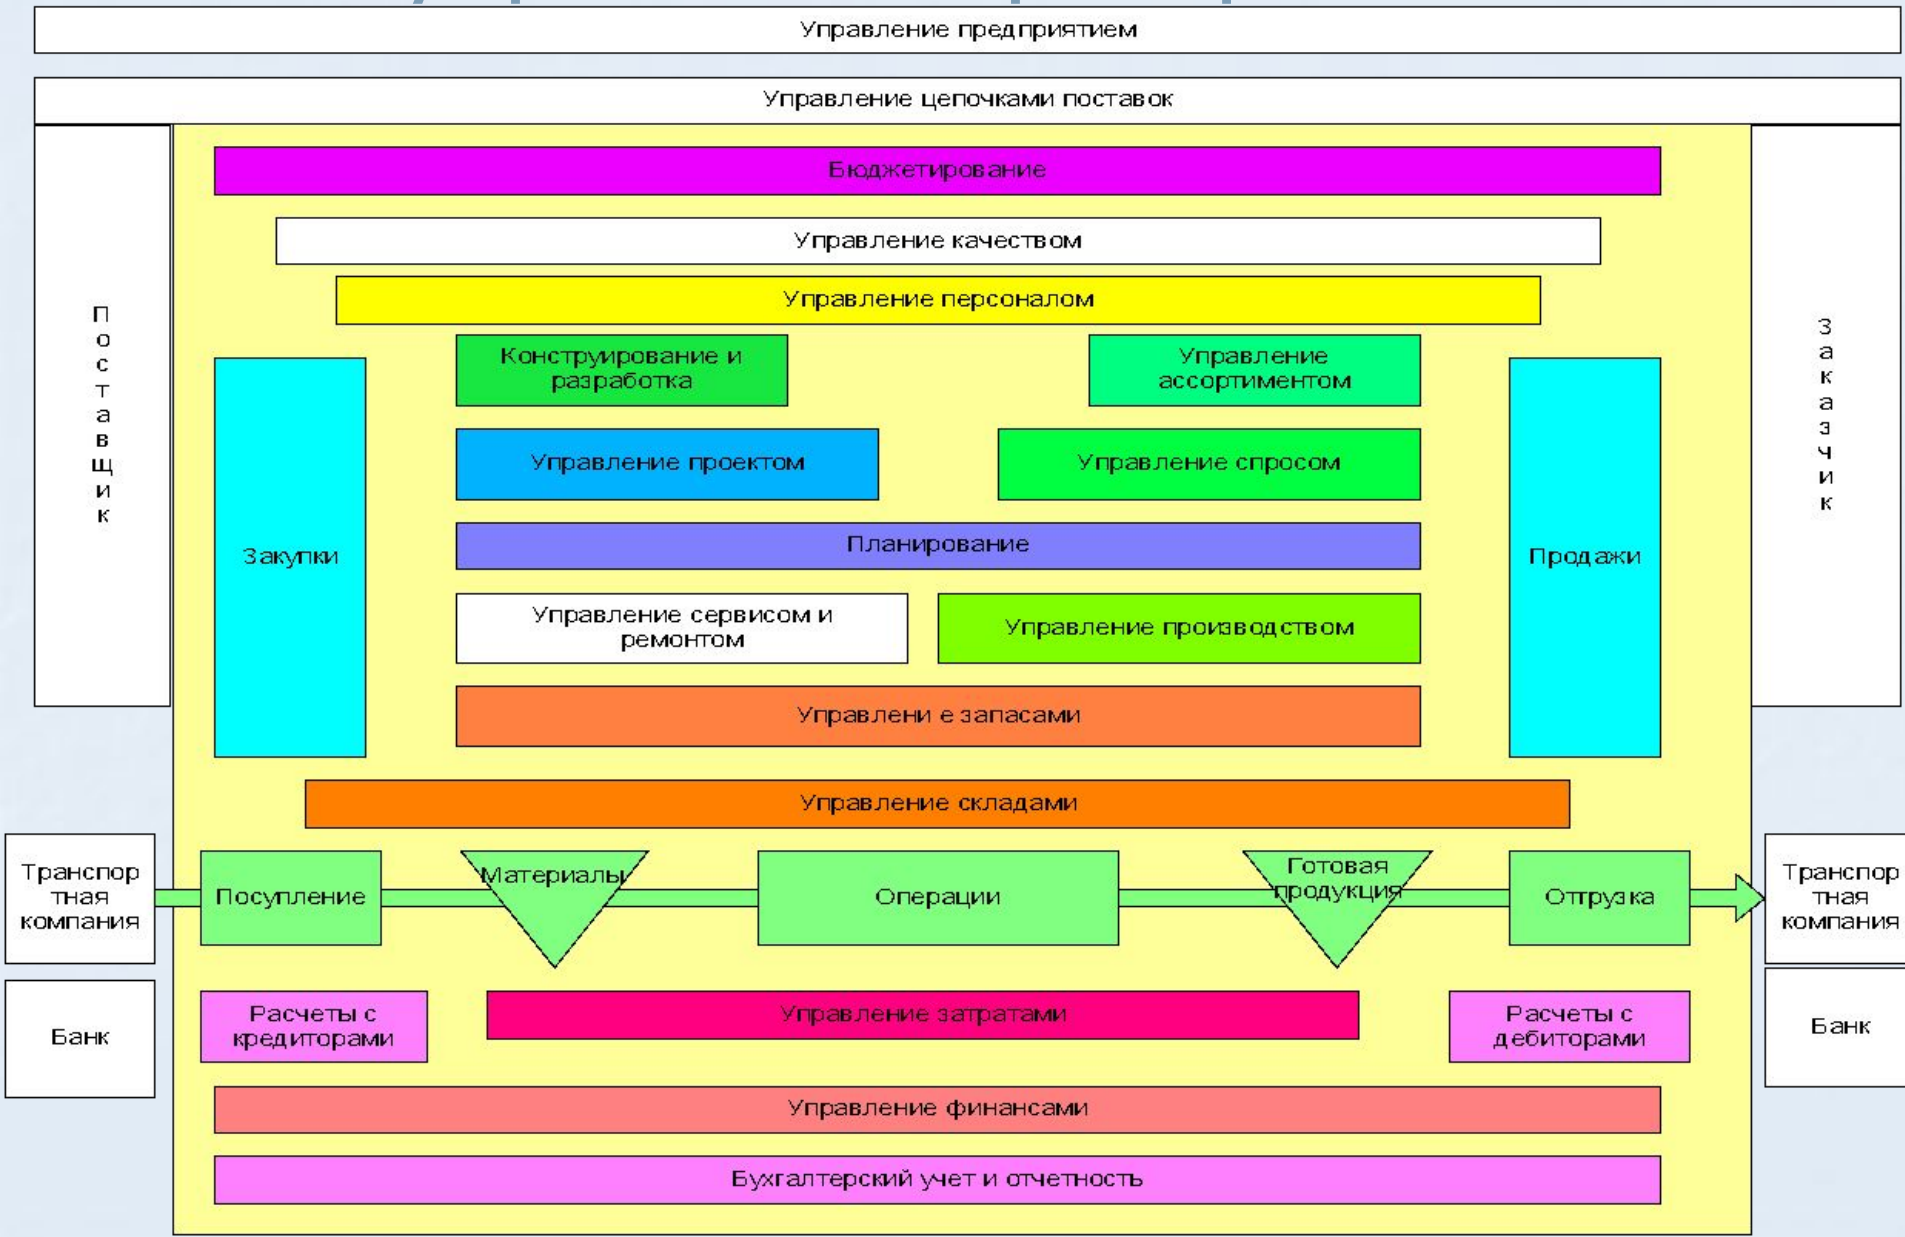 Управление предприятием
Управление цепочками поставок
Поставщик
Заказчик
Бюджетирование
Управление качеством
Управление персоналом
Конструирование и
разработка
Управление
ассортиментом
Закупки
Продажи
Управление проектом
Управление спросом
Планирование
Управление сервисом и
ремонтом
Управление производством
Управлени е запасами
Управление складами
Транспор
тная
компания
Посупление
Материалы
Операции
Готовая
продукция
Отгрузка
Транспор
тная
компания
Банк
Расчеты с
кредиторами
Управление затратами
Расчеты с
дебиторами
Банк
Управление финансами
Бухгалтерский учет и отчетность